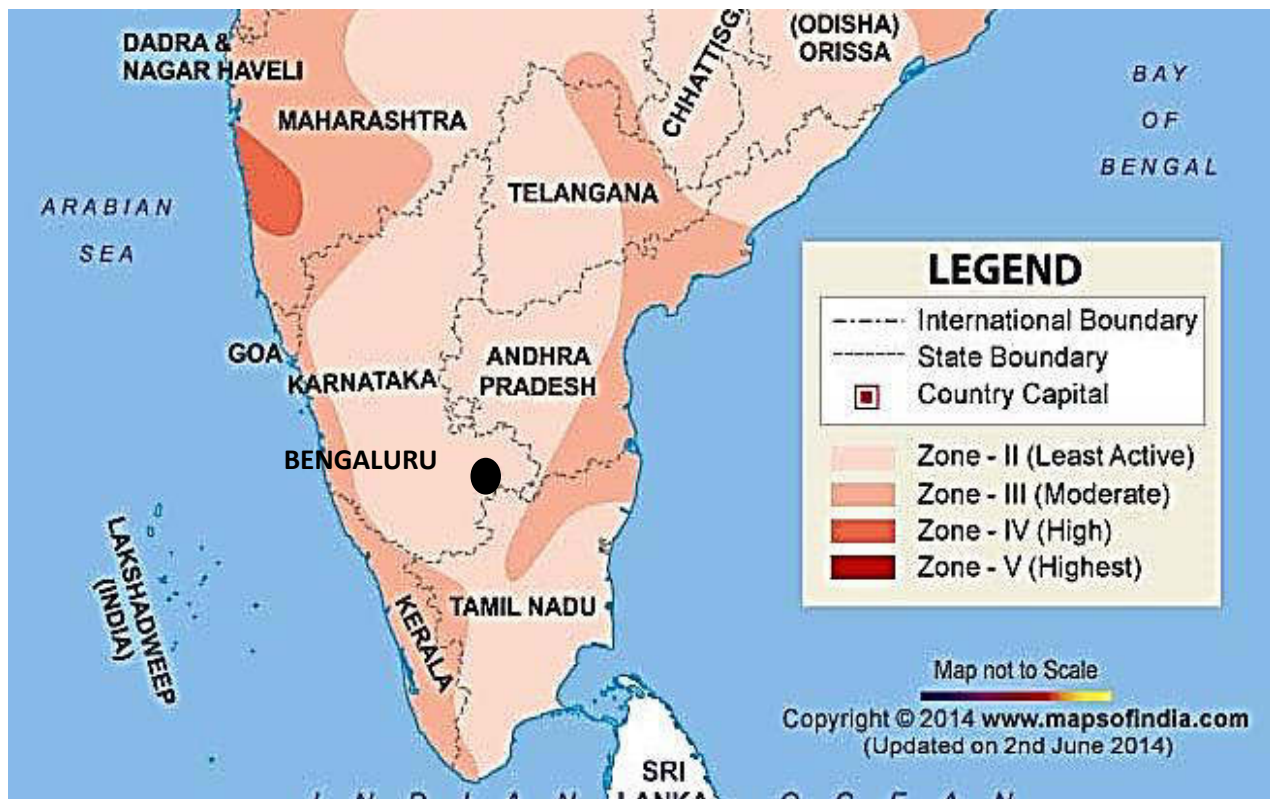 DADRA &
NAGAR HAVELI
MAHARASHTRA
(ODISHA)
ORISSA
BAY
OF
BENGAL
ARABIAN
SEA
TELANGANA
GOA
KARNATAKA
ANDHRA
PRADESH
BENGALURU
LAKSHADWEEP
(INDIA)
KERALA
TAMIL NADU
SRI
LANKA
LEGEND
International Boundary
State Boundary
Country Capital
Zone - II (Least Active)
Zone - III (Moderate)
Zone - IV (High)
Zone - V (Highest)
Map not to Scale
Copyright © 2014 www.mapsofindia.com
(Updated on 2nd June 2014)